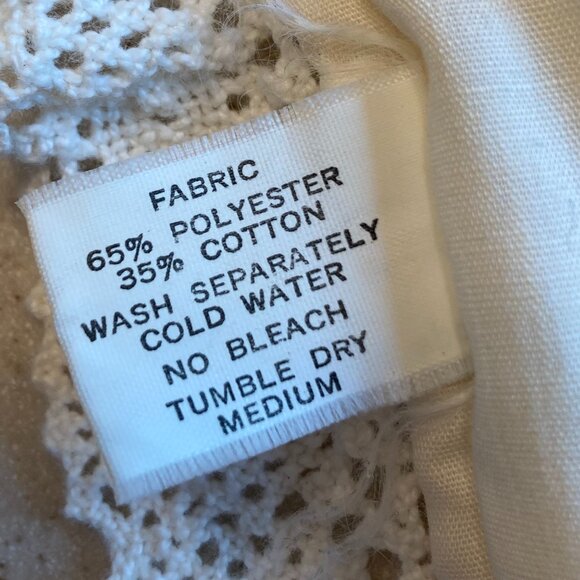 FABRIC
65% POLYESTER
35% COTTON
WASH SEPARATELY
COLD WATER
NO BLEACH
TUMBLE DRY
MEDIUM